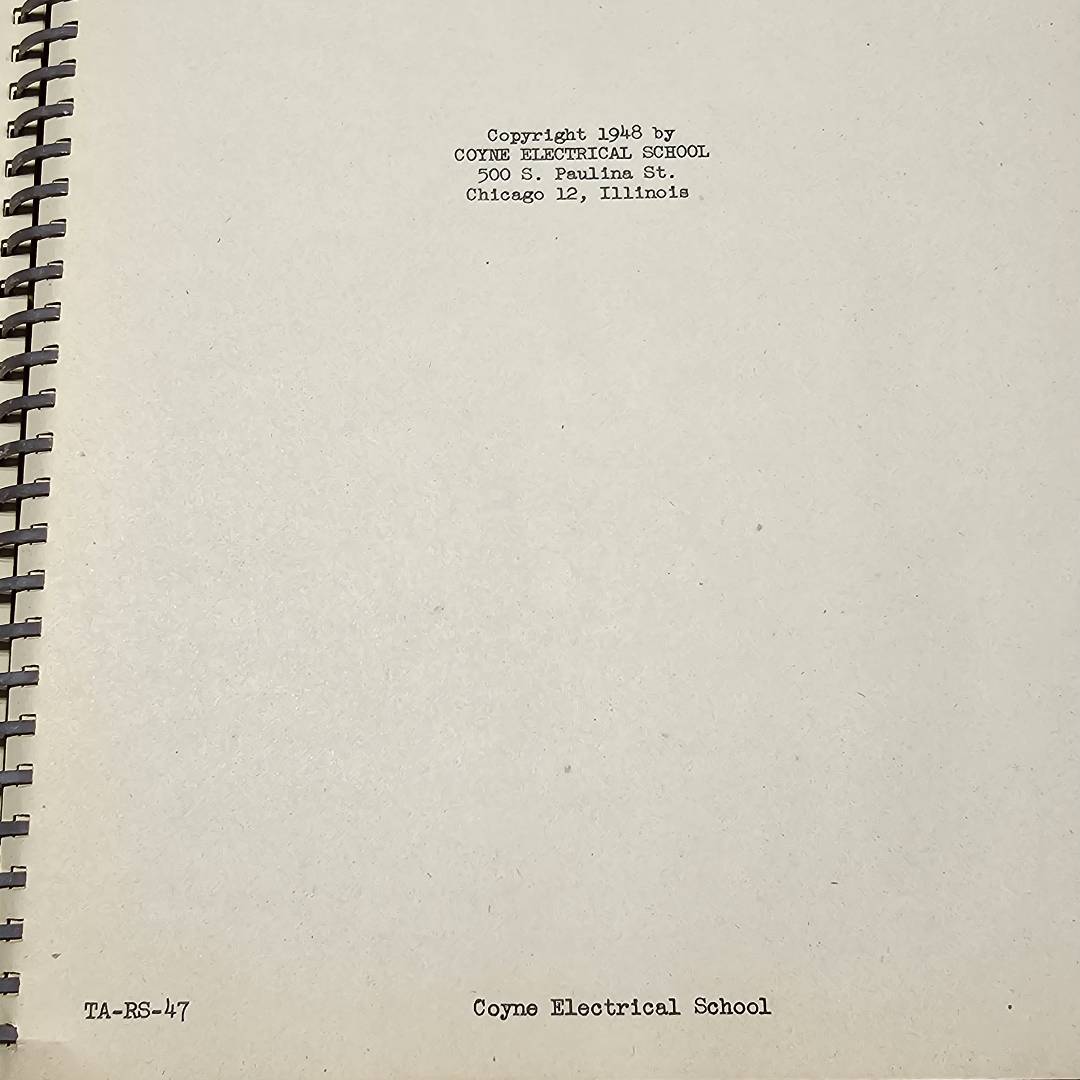 Copyright 1948 by
COYNE ELECTRICAL SCHOOL
500 S. Paulina St.
Chicago 12, Illinois
TA-RS-47
Coyne Electrical School